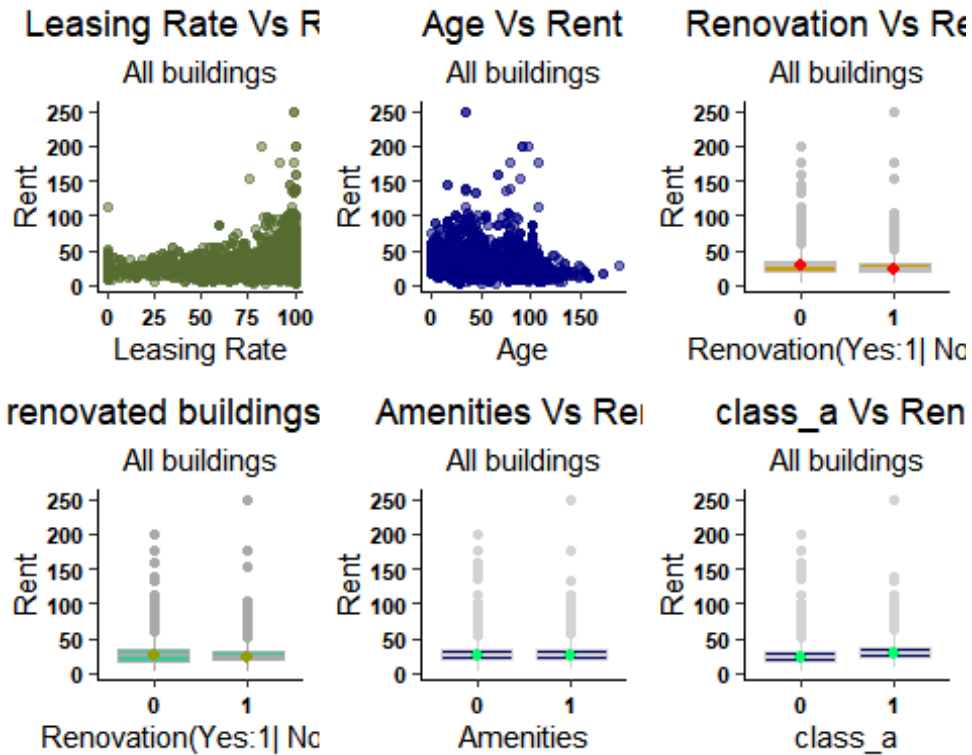 Leasing Rate Vs R
All buildings
250
200
150
100
50
0
Rent
0 25 50 75 100
Leasing Rate
Age Vs Rent
All buildings
250
200
150
100
50
0
Rent
0 50 100 150
Age
Renovation Vs Re
All buildings
250
200
150
100
50
0
Rent
0 1
Renovation(Yes:1| No
renovated buildings
All buildings
250
200
150
100
50
0
Rent
0 1
Renovation(Yes:1| No
Amenities Vs Re
All buildings
250
200
150
100
50
0
Rent
0 1
Amenities
class_a Vs Ren
All buildings
250
200
150
100
50
0
Rent
0 1
class_a